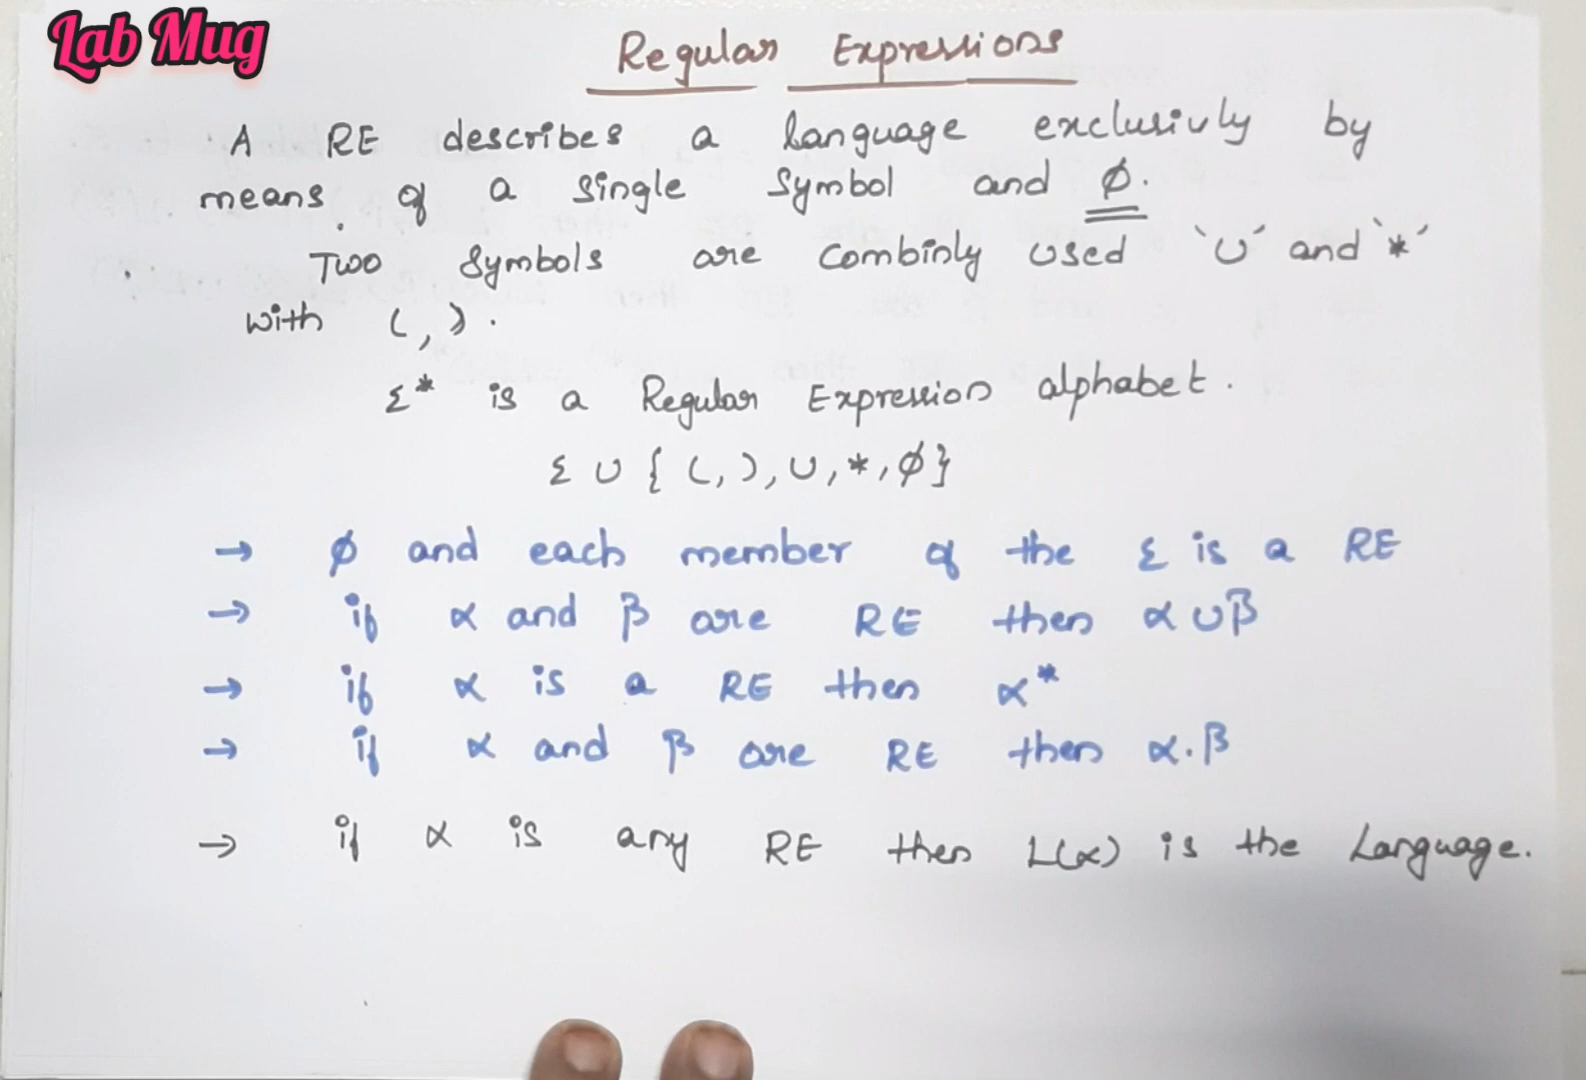 Lab Mug
Regular Expressions
A RE describes a language exclusivly by
means of a single symbol and ϕ.
Two symbols are combinly used 'U' and '*'
with (,).
Σ* is a Regular Expression alphabet.
Σ U { (,), U, *, ϕ}
→ ϕ and each member of the Σ is a RE
→ if α and β are RE then α U β
→ if α is a RE then α*
→ if α and β are RE then α.β
→ if α is any RE then L(α) is the Language.